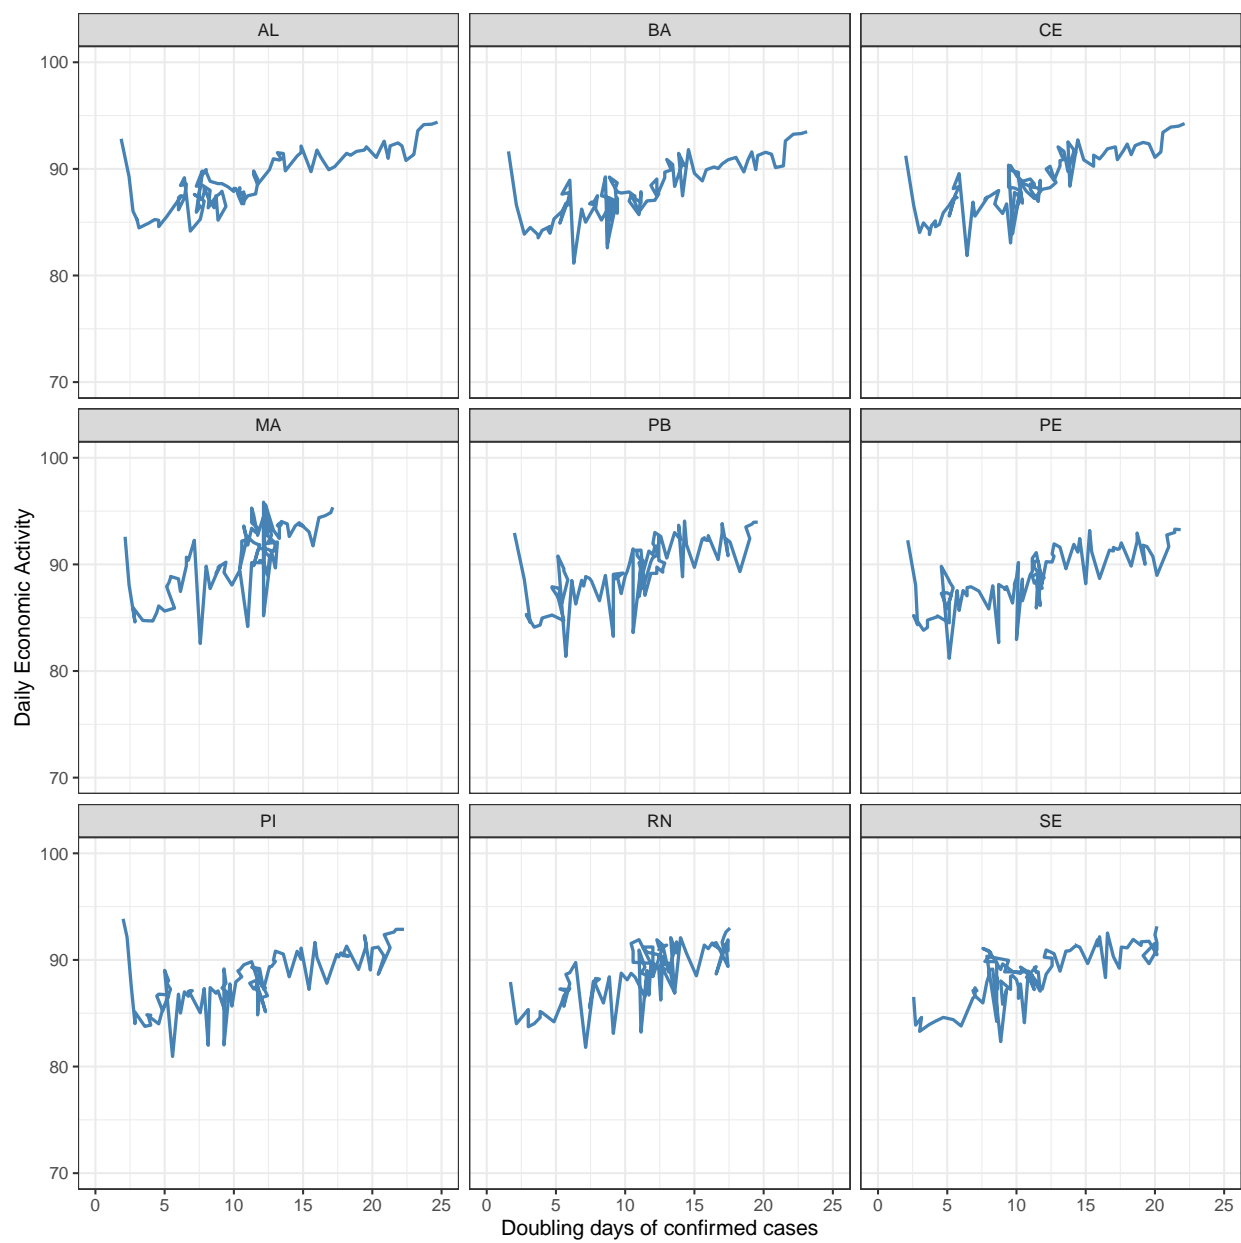 AL BA CE
100
90
80
70
MA PB PE
100
90
80
70
Daily Economic Activity
PI RN SE
100
90
80
70
0 5 10 15 20 25 0 5 10 15 20 25 0 5 10 15 20 25
Doubling days of confirmed cases